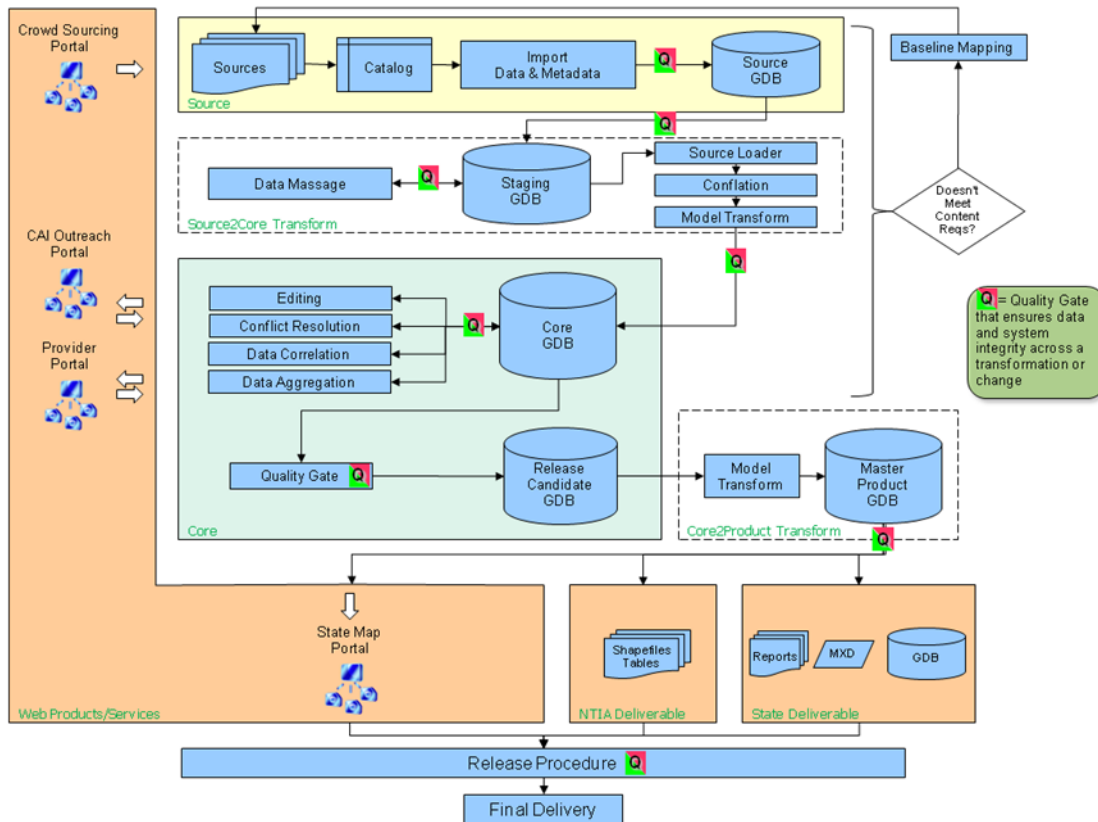 Crowd Sourcing
Portal
Sources
Catalog
Import
Data & Metadata
Q
Source
GDB
Source
Baseline Mapping
Q
Data Massage
Q
Staging
GDB
Source Loader
Conflation
Model Transform
Source2Core Transform
Doesn't
Meet
Content
Reqs?
Q
CAI Outreach
Portal
Provider
Portal
Editing
Conflict Resolution
Data Correlation
Data Aggregation
Q
Core
GDB
Q = Quality Gate
that ensures data
and system
integrity across a
transformation or
change
Quality Gate Q
Release
Candidate
GDB
Core
Model
Transform
Master
Product
GDB
Core2Product Transform
Q
State Map
Portal
Web Products/Services
Shapefiles
Tables
NTIA Deliverable
Reports
MXD
GDB
State Deliverable
Release Procedure Q
Final Delivery